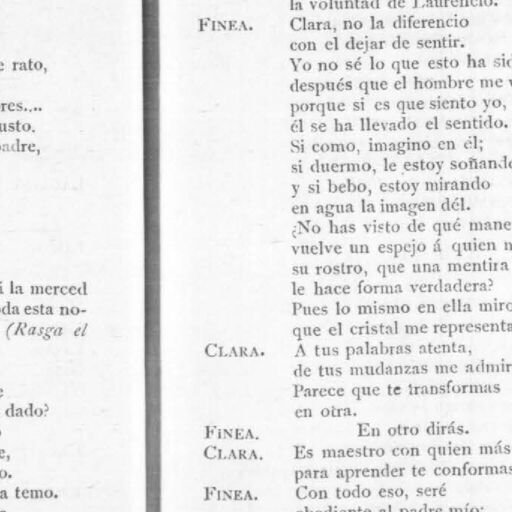 e rato,
res....
usto.
adre,
á la merced
da esta no-
(Rasga el
e
dado?
o
e,
o.
a temo.
la voluntad de Laurencio.
FINEA. Clara, no la diferencio
con el dejar de sentir.
Yo no sé lo que esto ha sid
después que el hombre me v
porque si es que siento yo,
él se ha llevado el sentido.
Si como, imagino en él;
si duermo, le estoy soñando
y si bebo, estoy mirando
en agua la imagen dél.
¿No has visto de qué mane
vuelve un espejo á quien m
su rostro, que una mentira
le hace forma verdadera?
Pues lo mismo en ella miro
que el cristal me representa
CLARA. A tus palabras atenta,
de tus mudanzas me admir
Parece que te transformas
en otra.
FINEA. En otro dirás.
CLARA. Es maestro con quien más
para aprender te conformas
FINEA. Con todo eso, seré
obediente al padre mío;